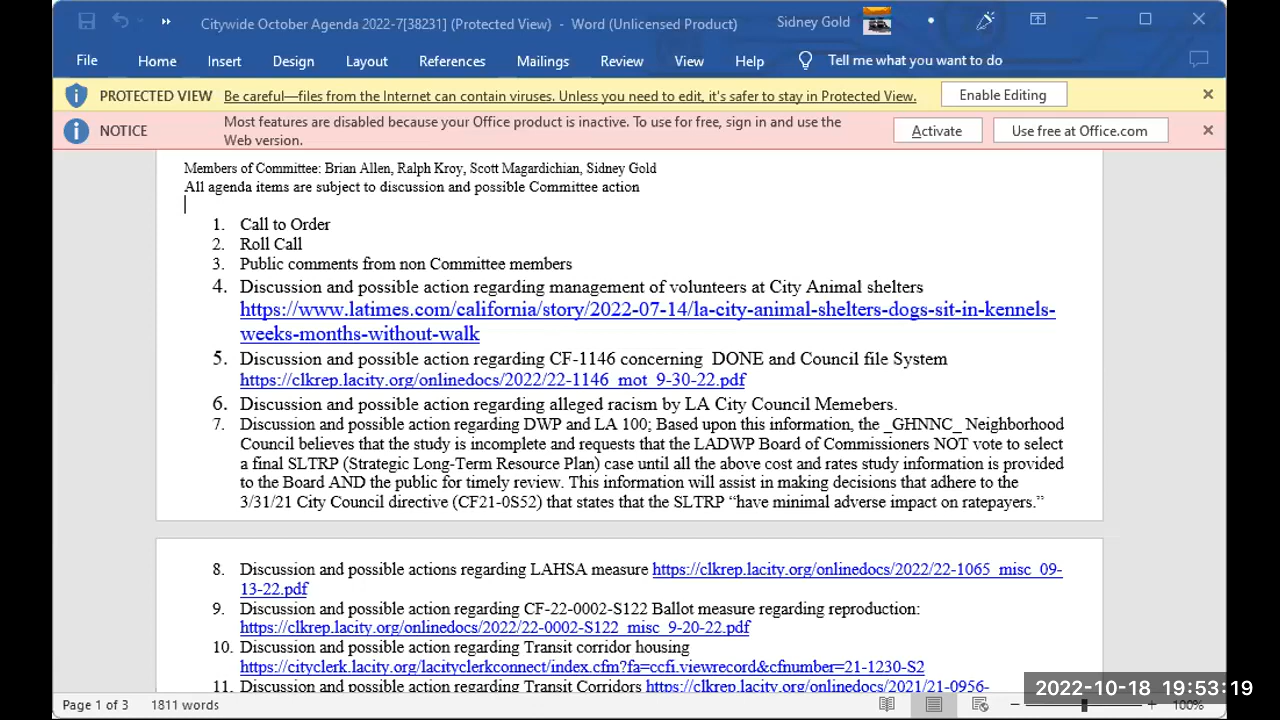 Citywide October Agenda 2022-7[38231] (Protected View) - Word (Unlicensed Product)
Sidney Gold
File Home Insert Design Layout References Mailings Review View Help Tell me what you want to do
PROTECTED VIEW Be careful—files from the Internet can contain viruses. Unless you need to edit, it's safer to stay in Protected View. Enable Editing
NOTICE Most features are disabled because your Office product is inactive. To use for free, sign in and use the
Web version. Activate Use free at Office.com
Members of Committee: Brian Allen, Ralph Kroy, Scott Magardichian, Sidney Gold
All agenda items are subject to discussion and possible Committee action
1. Call to Order
2. Roll Call
3. Public comments from non Committee members
4. Discussion and possible action regarding management of volunteers at City Animal shelters
https://www.latimes.com/california/story/2022-07-14/la-city-animal-shelters-dogs-sit-in-kennels-
weeks-months-without-walk
5. Discussion and possible action regarding CF-1146 concerning DONE and Council file System
https://clkrep.lacity.org/onlinedocs/2022/22-1146_mot_9-30-22.pdf
6. Discussion and possible action regarding alleged racism by LA City Council Memebers.
7. Discussion and possible action regarding DWP and LA 100; Based upon this information, the _GHNNC_ Neighborhood
Council believes that the study is incomplete and requests that the LADWP Board of Commissioners NOT vote to select
a final SLTRP (Strategic Long-Term Resource Plan) case until all the above cost and rates study information is provided
to the Board AND the public for timely review. This information will assist in making decisions that adhere to the
3/31/21 City Council directive (CF21-0S52) that states that the SLTRP “have minimal adverse impact on ratepayers.”
8. Discussion and possible actions regarding LAHSA measure https://clkrep.lacity.org/onlinedocs/2022/22-1065_misc_09-
13-22.pdf
9. Discussion and possible action regarding CF-22-0002-S122 Ballot measure regarding reproduction:
https://clkrep.lacity.org/onlinedocs/2022/22-0002-S122_misc_9-20-22.pdf
10. Discussion and possible action regarding Transit corridor housing
https://cityclerk.lacity.org/lacityclerkconnect/index.cfm?fa=ccfi.viewrecord&cfnumber=21-1230-S2
11. Discussion and possible action regarding Transit Corridors https://clkrep.lacity.org/onlinedocs/2021/21-0956-
2022-10-18 19:53:19
Page 1 of 3 1811 words 100%